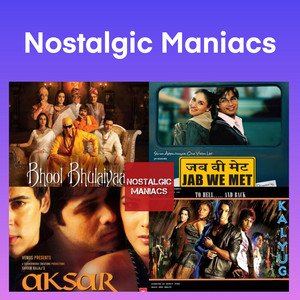 Nostalgic Maniacs
Bhool Bhulaiyaa
जब वी मेट
JAB WE MET
TO HELL... AND BACK
NOSTALGIC
MANIACS
aksar
KALYUG